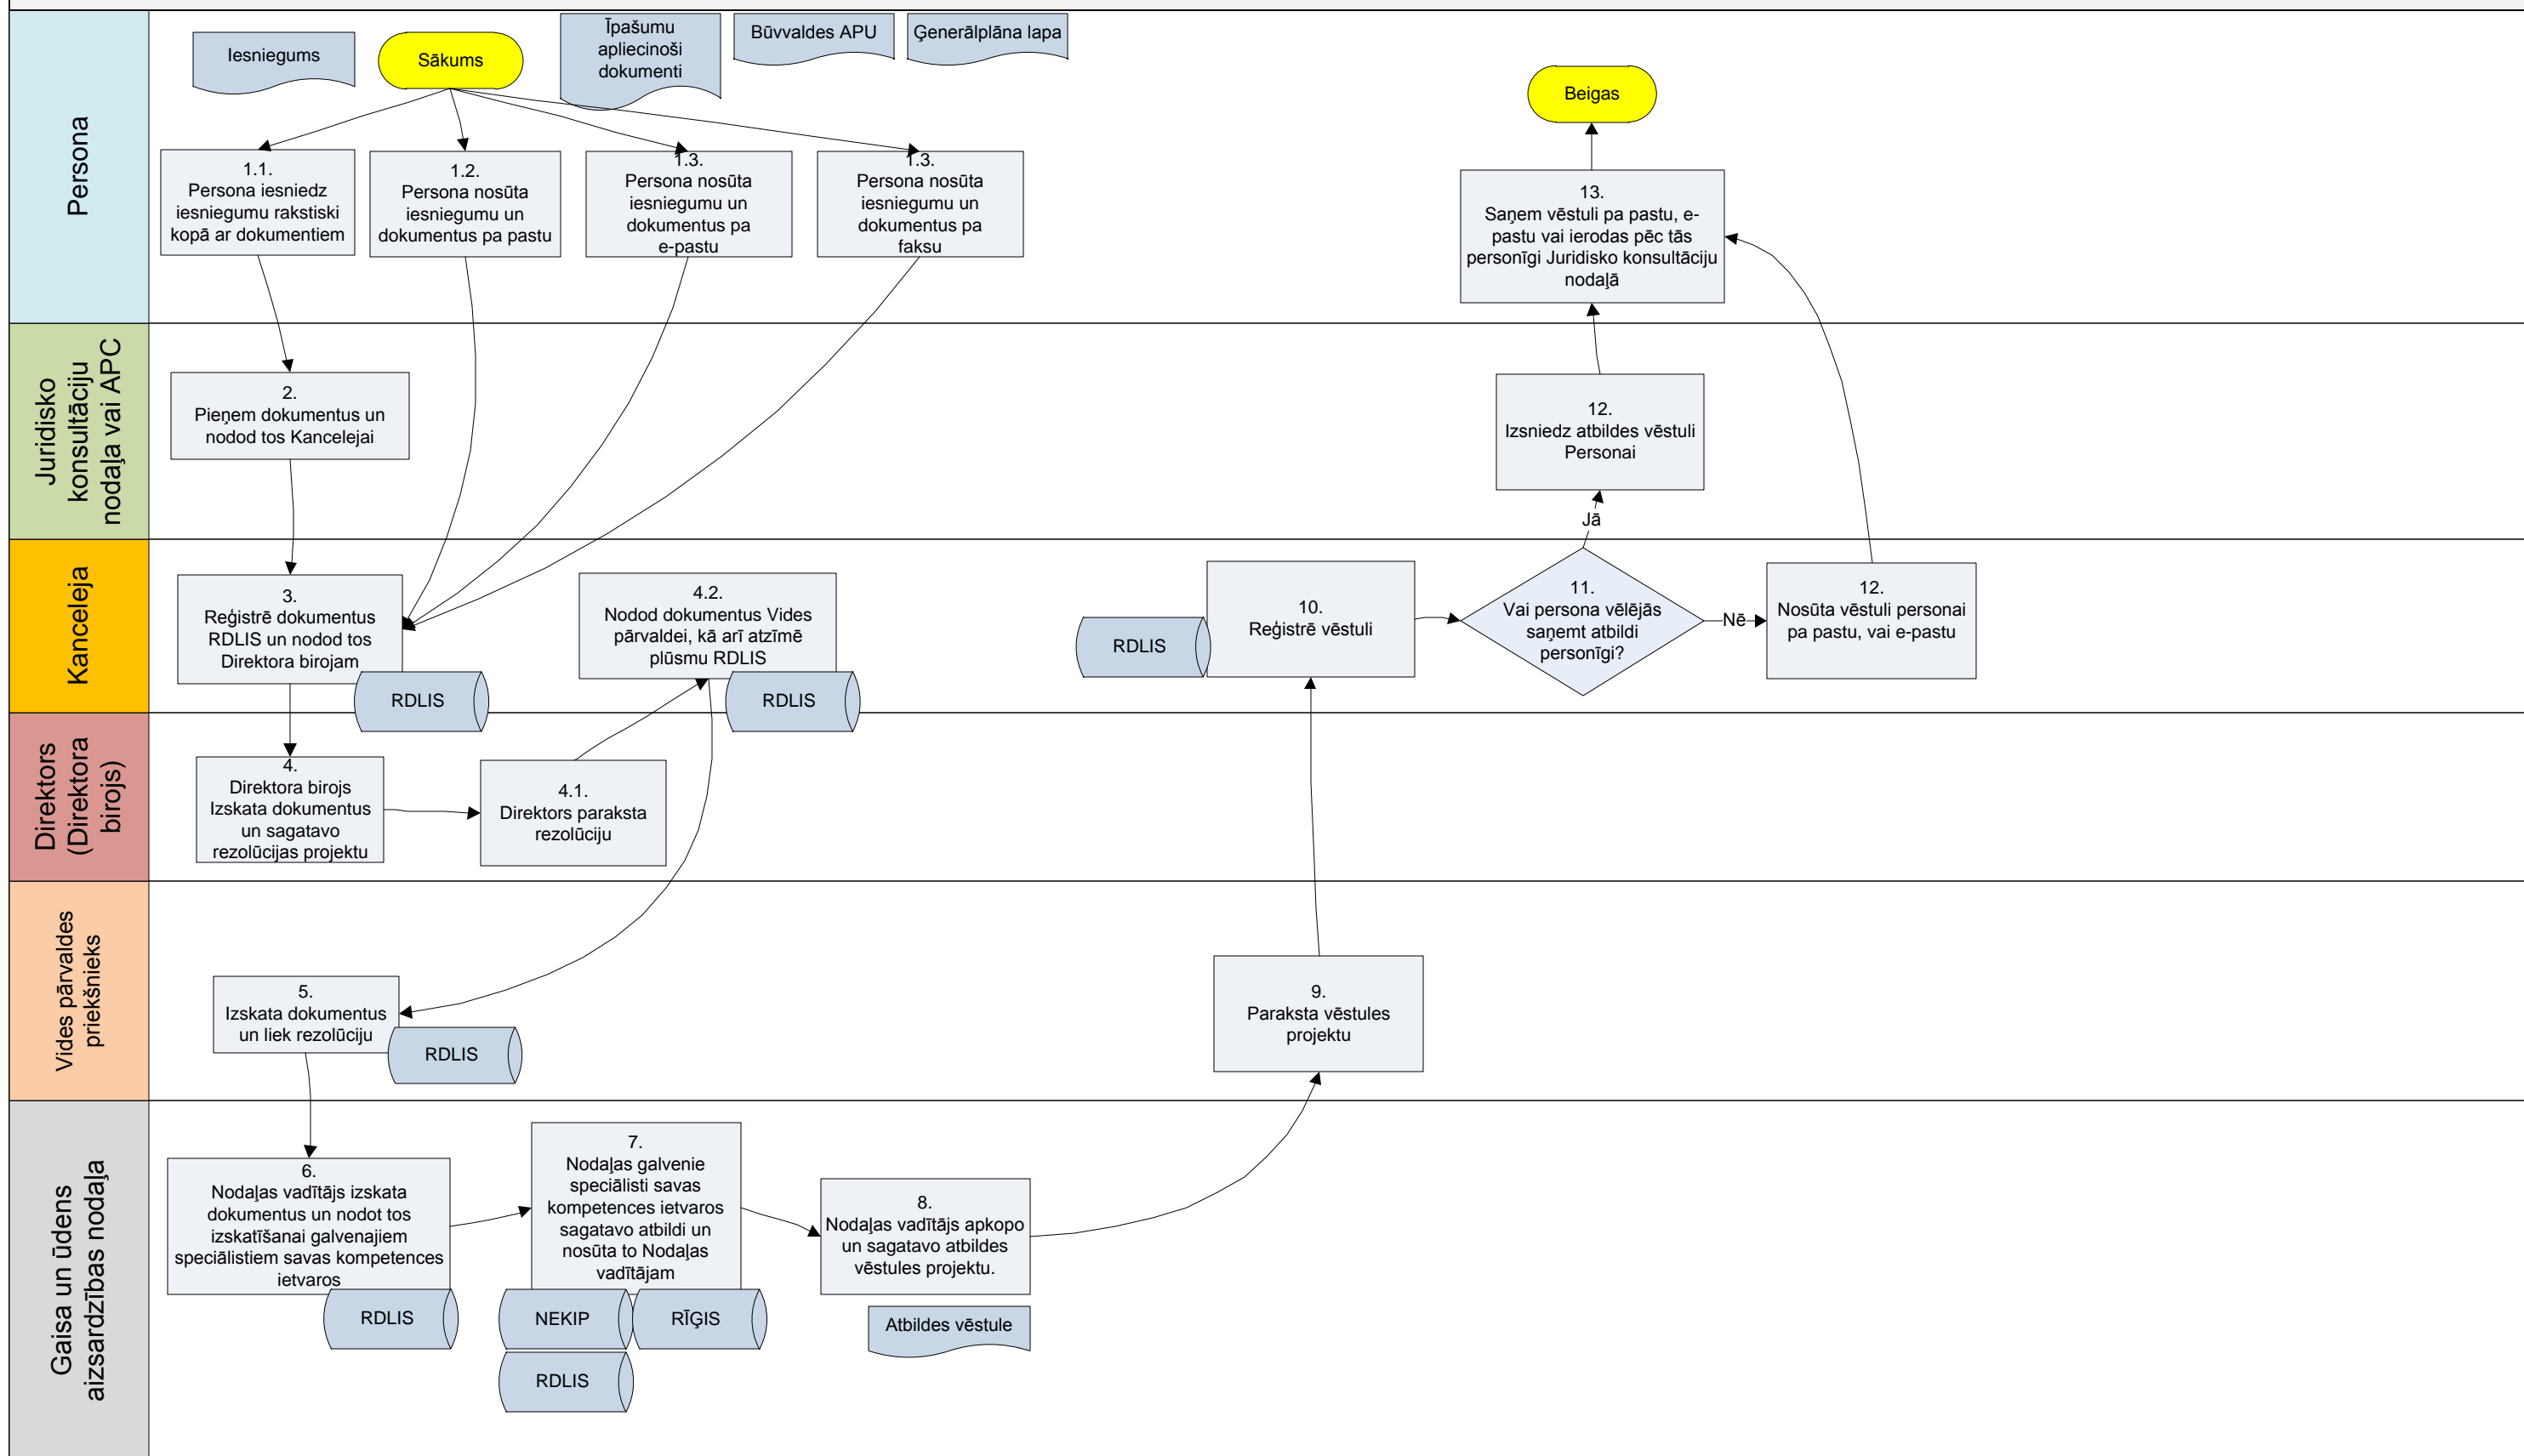 Persona
Iesniegums
Sākums
Īpašumu
apliecinoši
dokumenti
Būvvaldes APU
Ģenerālplāna lapa
Beigas
1.1.
Persona iesniedz
iesniegumu rakstiski
kopā ar dokumentiem
1.2.
Persona nosūta
iesniegumu un
dokumentus pa pastu
1.3.
Persona nosūta
iesniegumu un
dokumentus pa
e-pastu
1.3.
Persona nosūta
iesniegumu un
dokumentus pa
faksu
13.
Saņem vēstuli pa pastu, e-
pastu vai ierodas pēc tās
personīgi Juridisko konsultāciju
nodaļā
Juridisko
konsultāciju
nodaļa vai APC
2.
Pieņem dokumentus un
nodod tos Kancelejai
12.
Izsniedz atbildes vēstuli
Personai
Jā
Kanceleja
3.
Reģistrē dokumentus
RDLIS un nodod tos
Direktora birojam
RDLIS
4.2.
Nodod dokumentus Vides
pārvaldei, kā arī atzīmē
plūsmu RDLIS
RDLIS
RDLIS
10.
Reģistrē vēstuli
11.
Vai persona vēlējās
saņemt atbildi
personīgi?
Nē
12.
Nosūta vēstuli personai
pa pastu, vai e-pastu
Direktors
(Direktora
birojs)
4.
Direktora birojs
Izskata dokumentus
un sagatavo
rezolūcijas projektu
4.1.
Direktors paraksta
rezolūciju
Vides pārvaldes
priekšnieks
5.
Izskata dokumentus
un liek rezolūciju
RDLIS
9.
Paraksta vēstules
projektu
Gaisa un ūdens
aizsardzības nodaļa
6.
Nodaļas vadītājs izskata
dokumentus un nodot tos
izskatīšanai galvenajiem
speciālistiem savas kompetences
ietvaros
RDLIS
7.
Nodaļas galvenie
speciālisti savas
kompetences ietvaros
sagatavo atbildi un
nosūta to Nodaļas
vadītājam
NEKIP
RĪĢIS
RDLIS
8.
Nodaļas vadītājs apkopo
un sagatavo atbildes
vēstules projektu.
Atbildes vēstule